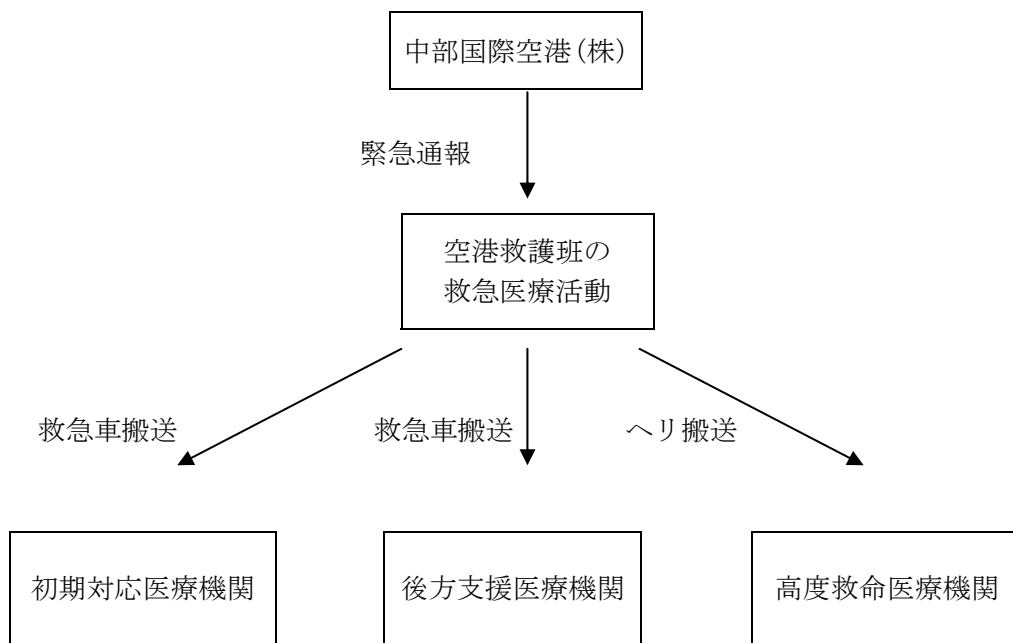 中部国際空港(株)
緊急通報
空港救護班の
救急医療活動
救急車搬送
救急車搬送
ヘリ搬送
初期対応医療機関
後方支援医療機関
高度救命医療機関